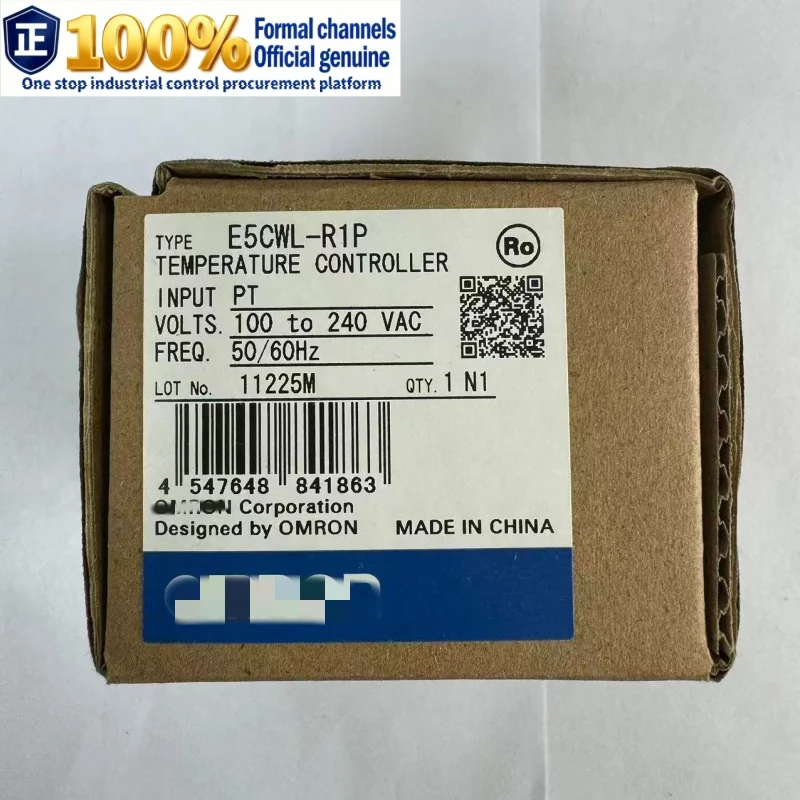 正 100% Formal channels
Official genuine
One stop industrial control procurement platform
TYPE E5CWL-R1P Ro
TEMPERATURE CONTROLLER
INPUT PT
VOLTS. 100 to 240 VAC
FREQ. 50/60Hz
LOT No. 11225M QTY. 1 N1
4 547648 841863
OMRON Corporation
Designed by OMRON MADE IN CHINA